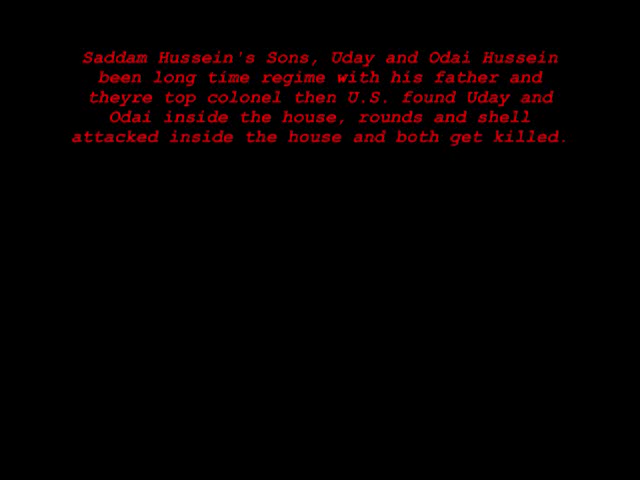 Saddam Hussein's Sons, Uday and Odai Hussein
been long time regime with his father and
theyre top colonel then U.S. found Uday and
Odai inside the house, rounds and shell
attacked inside the house and both get killed.